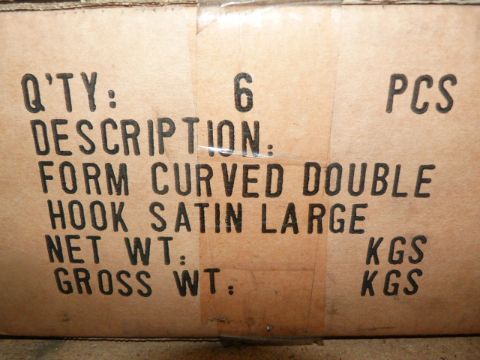 Q'TY: 6 PCS
DESCRIPTION:
FORM CURVED DOUBLE
HOOK SATIN LARGE
NET WT: KGS
GROSS WT: KGS